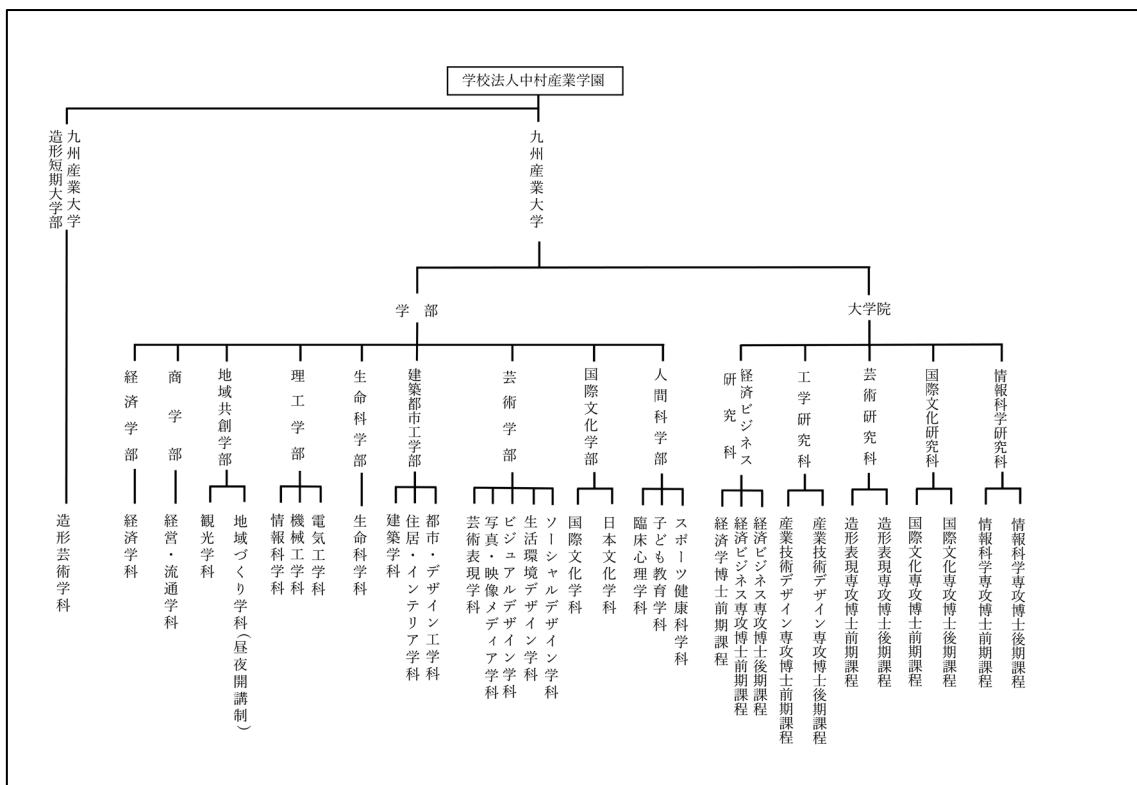 学校法人中村産業学園
九州産業大学
造形短期大学部
九州産業大学
学部
大学院
経済学部
商学部
地域共創学部
理工学部
生命科学部
建築都市工学部
芸術学部
国際文化学部
人間科学部
経済ビジネス
研究科
工学研究科
芸術研究科
国際文化研究科
情報科学研究科
造形芸術学科
経済学科
経営・流通学科
観光学科
地域づくり学科(昼夜開講制)
情報科学科
機械工学科
電気工学科
生命科学科
建築学科
住居・インテリア学科
都市・デザイン工学科
芸術表現学科
写真・映像メディア学科
ビジュアルデザイン学科
生活環境デザイン学科
ソーシャルデザイン学科
国際文化学科
日本文化学科
臨床心理学科
子ども教育学科
スポーツ健康科学科
経済学博士前期課程
経済ビジネス専攻博士前期課程
経済ビジネス専攻博士後期課程
産業技術デザイン専攻博士前期課程
産業技術デザイン専攻博士後期課程
造形表現専攻博士前期課程
造形表現専攻博士後期課程
国際文化専攻博士前期課程
国際文化専攻博士後期課程
情報科学専攻博士前期課程
情報科学専攻博士後期課程